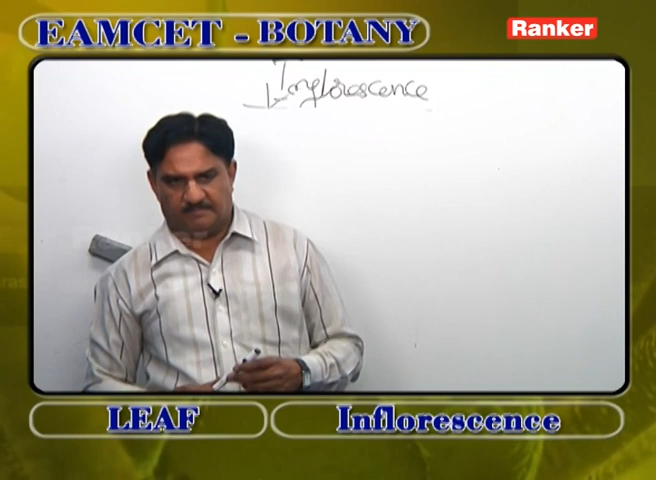 EAMCET - BOTANY
Ranker
Inflorescence
LEAF
Inflorescence